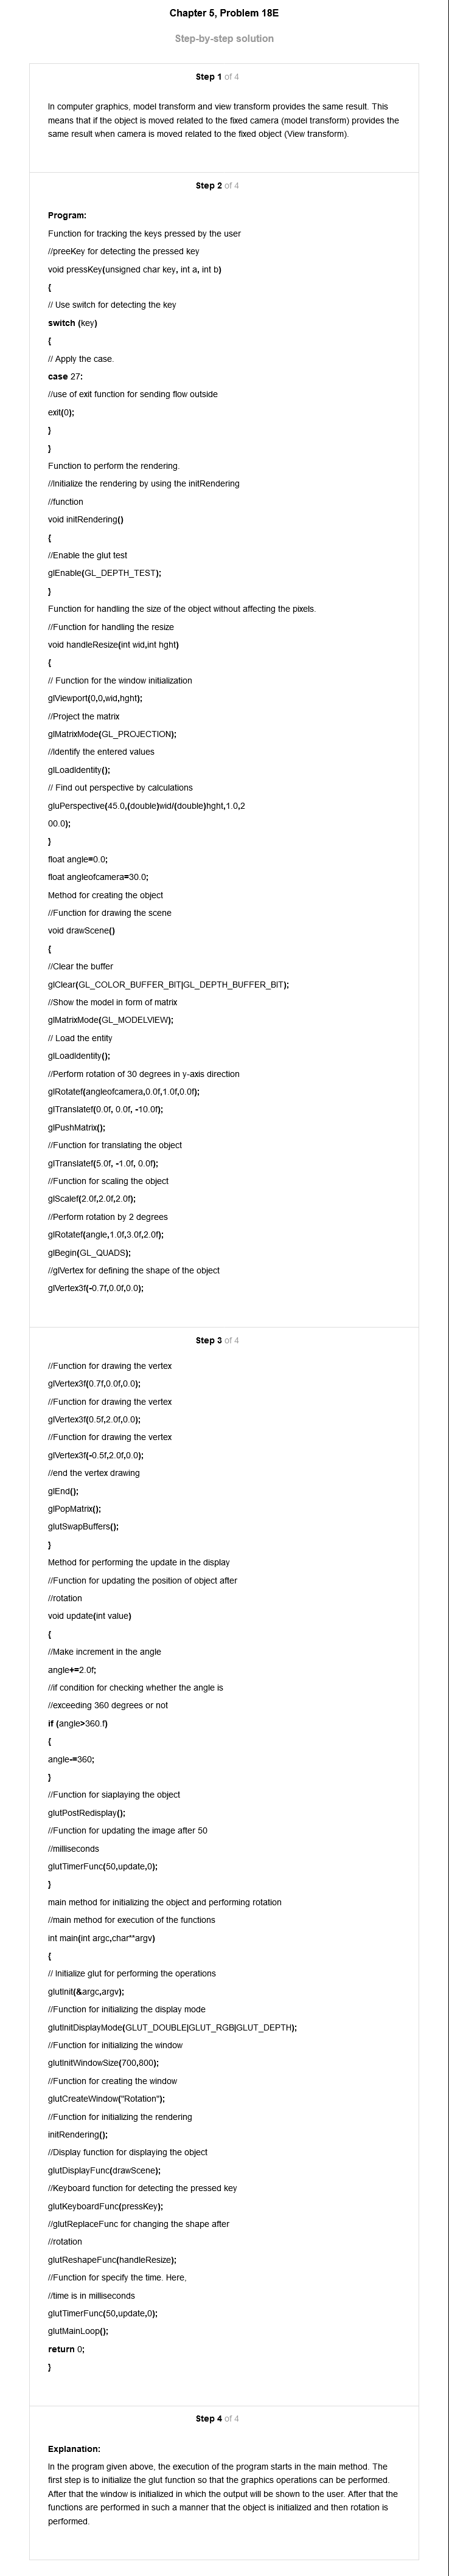 Chapter 5, Problem 18E
Step-by-step solution
Step 1 of 4
In computer graphics, model transform and view transform provides the same result. This
means that if the object is moved related to the fixed camera (model transform) provides the
same result when camera is moved related to the fixed object (View transform).
Step 2 of 4
Program:
Function for tracking the keys pressed by the user
//preeKey for detecting the pressed key
void pressKey(unsigned char key, int a, int b)
{
// Use switch for detecting the key
switch (key)
{
// Apply the case.
case 27:
//use of exit function for sending flow outside
exit(0);
}
}
Function to perform the rendering.
//Initialize the rendering by using the initRendering
//function
void initRendering()
{
//Enable the glut test
glEnable(GL_DEPTH_TEST);
}
Function for handling the size of the object without affecting the pixels.
//Function for handling the resize
void handleResize(int wid,int hght)
{
// Function for the window initialization
glViewport(0,0,wid,hght);
//Project the matrix
glMatrixMode(GL_PROJECTION);
//Identify the entered values
glLoadIdentity();
// Find out perspective by calculations
gluPerspective(45.0,(double)wid/(double)hght,1.0,2
00.0);
}
float angle=0.0;
float angleofcamera=30.0;
Method for creating the object
//Function for drawing the scene
void drawScene()
{
//Clear the buffer
glClear(GL_COLOR_BUFFER_BIT|GL_DEPTH_BUFFER_BIT);
//Show the model in form of matrix
glMatrixMode(GL_MODELVIEW);
// Load the entity
glLoadIdentity();
//Perform rotation of 30 degrees in y-axis direction
glRotatef(angleofcamera,0.0f,1.0f,0.0f);
glTranslatef(0.0f, 0.0f, -10.0f);
glPushMatrix();
//Function for translating the object
glTranslatef(5.0f, -1.0f, 0.0f);
//Function for scaling the object
glScalef(2.0f,2.0f,2.0f);
//Perform rotation by 2 degrees
glRotatef(angle,1.0f,3.0f,2.0f);
glBegin(GL_QUADS);
//glVertex for defining the shape of the object
glVertex3f(-0.7f,0.0f,0.0);
Step 3 of 4
//Function for drawing the vertex
glVertex3f(0.7f,0.0f,0.0);
//Function for drawing the vertex
glVertex3f(0.5f,2.0f,0.0);
//Function for drawing the vertex
glVertex3f(-0.5f,2.0f,0.0);
//end the vertex drawing
glEnd();
glPopMatrix();
glutSwapBuffers();
}
Method for performing the update in the display
//Function for updating the position of object after
//rotation
void update(int value)
{
//Make increment in the angle
angle+=2.0f;
//if condition for checking whether the angle is
//exceeding 360 degrees or not
if (angle>360.f)
{
angle-=360;
}
//Function for siaplaying the object
glutPostRedisplay();
//Function for updating the image after 50
//milliseconds
glutTimerFunc(50,update,0);
}
main method for initializing the object and performing rotation
//main method for execution of the functions
int main(int argc,char**argv)
{
// Initialize glut for performing the operations
glutInit(&argc,argv);
//Function for initializing the display mode
glutInitDisplayMode(GLUT_DOUBLE|GLUT_RGB|GLUT_DEPTH);
//Function for initializing the window
glutInitWindowSize(700,800);
//Function for creating the window
glutCreateWindow("Rotation");
//Function for initializing the rendering
initRendering();
//Display function for displaying the object
glutDisplayFunc(drawScene);
//Keyboard function for detecting the pressed key
glutKeyboardFunc(pressKey);
//glutReplaceFunc for changing the shape after
//rotation
glutReshapeFunc(handleResize);
//Function for specify the time. Here,
//time is in milliseconds
glutTimerFunc(50,update,0);
glutMainLoop();
return 0;
}
Step 4 of 4
Explanation:
In the program given above, the execution of the program starts in the main method. The
first step is to initialize the glut function so that the graphics operations can be performed.
After that the window is initialized in which the output will be shown to the user. After that the
functions are performed in such a manner that the object is initialized and then rotation is
performed.